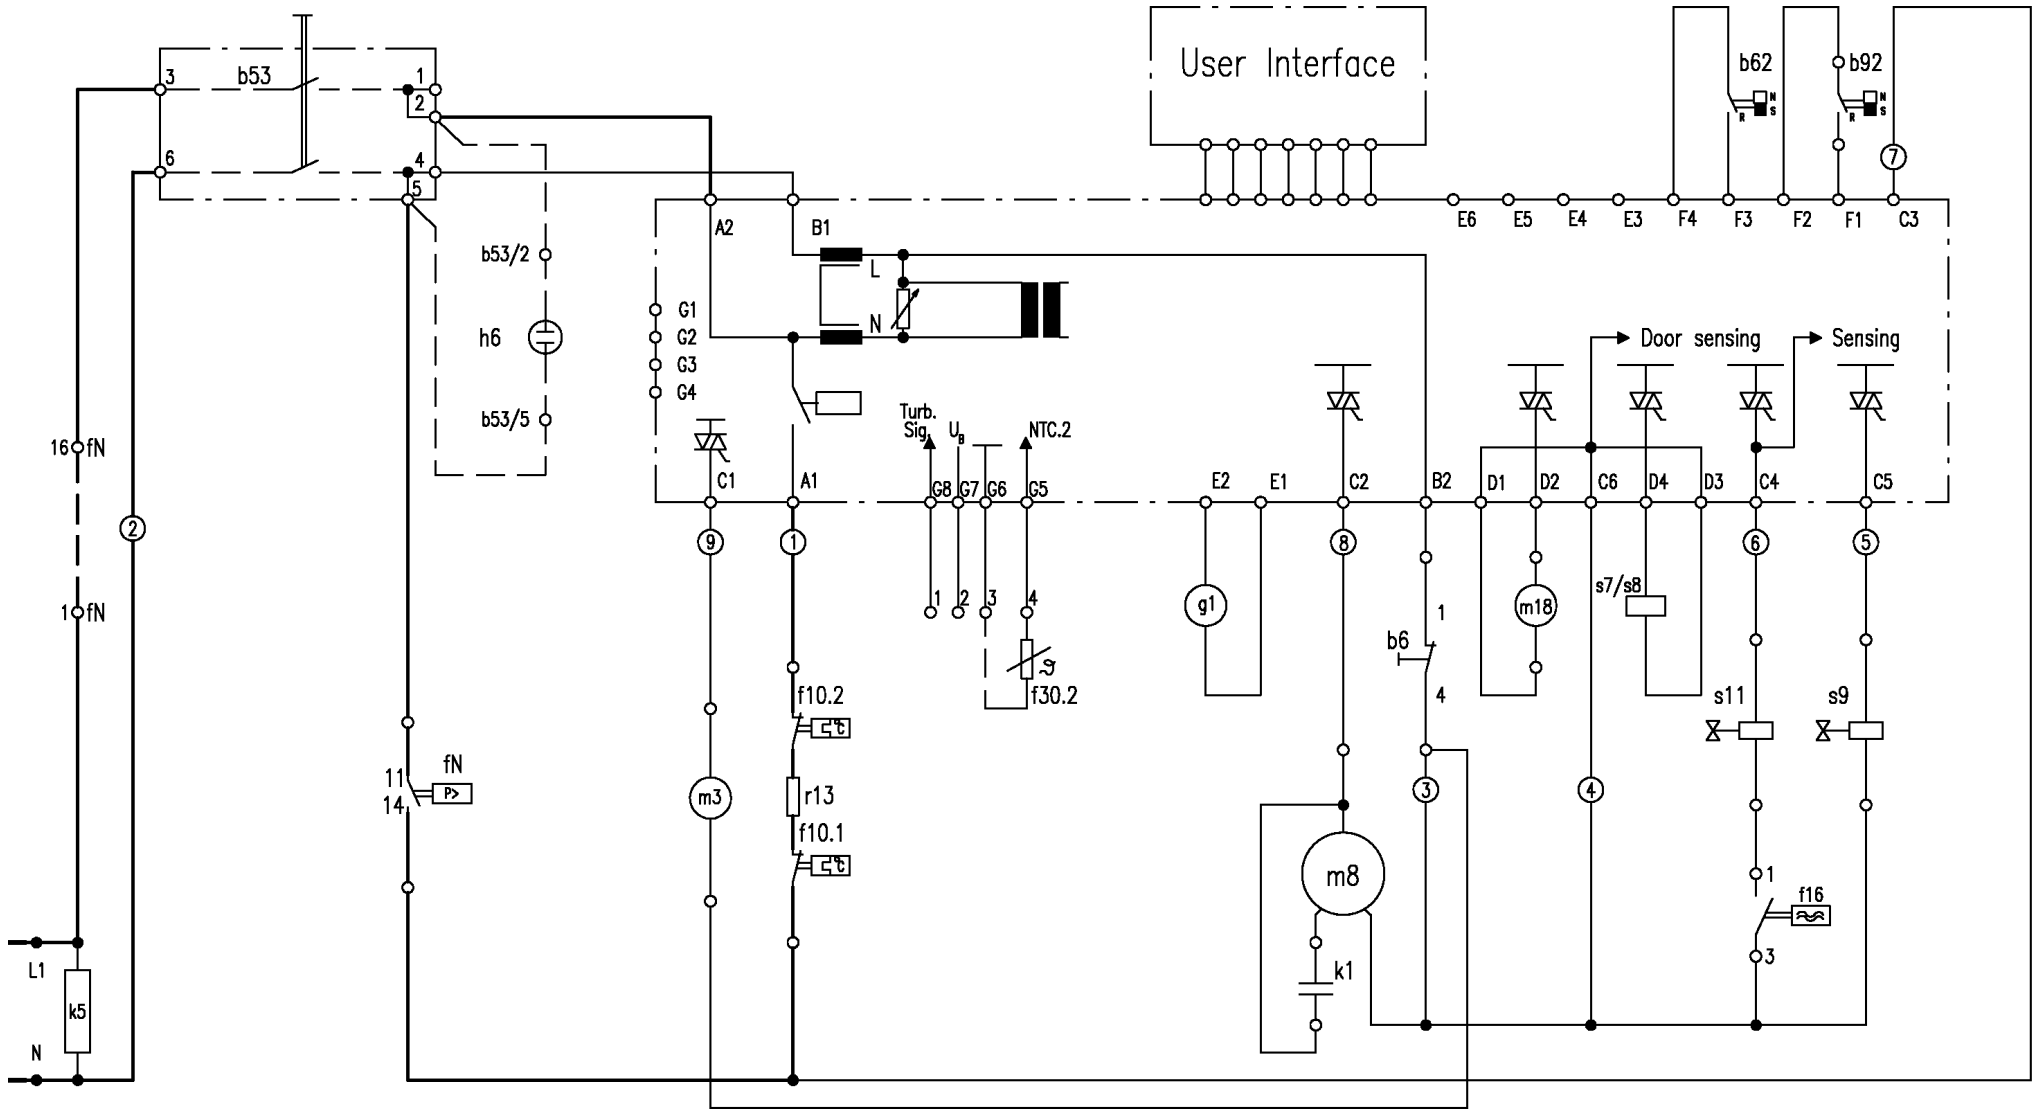 User Interface
b62
b92
3
b53
1
2
N
S
R
N
S
R
6
4
7
5
A2
B1
E6
E5
E4
E3
F4
F3
F2
F1
C3
b53/2
L
G1
N
h6
G2
Door sensing
Sensing
G3
G4
b53/5
Turb.
Sig.
UB
NTC.2
16
fN
C1
A1
G8
G7
G6
G5
E2
E1
C2
B2
D1
D2
C6
D4
D3
C4
C5
2
9
1
8
6
5
1
fN
1
2
3
4
g1
1
m18
s7/s8
b6
4
ϑ
f30.2
f10.2
°C
s11
s9
fN
11
14
P>
m3
r13
3
4
f10.1
°C
m8
1
f16
L1
k1
3
k5
N